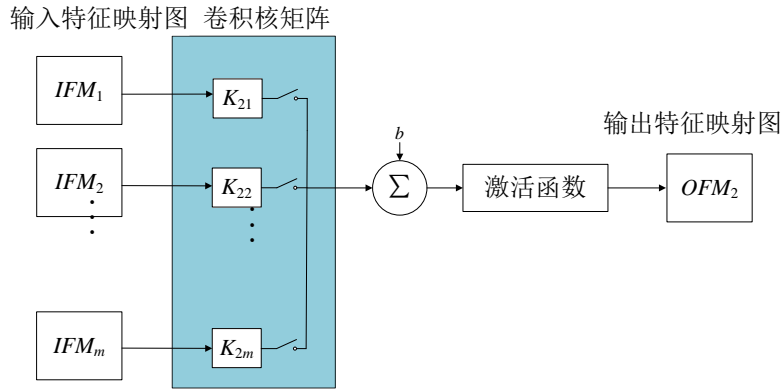 输入特征映射图 卷积核矩阵
IFM₁
K₂₁
输出特征映射图
b
IFM₂
K₂₂
Σ
激活函数
OFM₂
IFMₘ
K₂ₘ